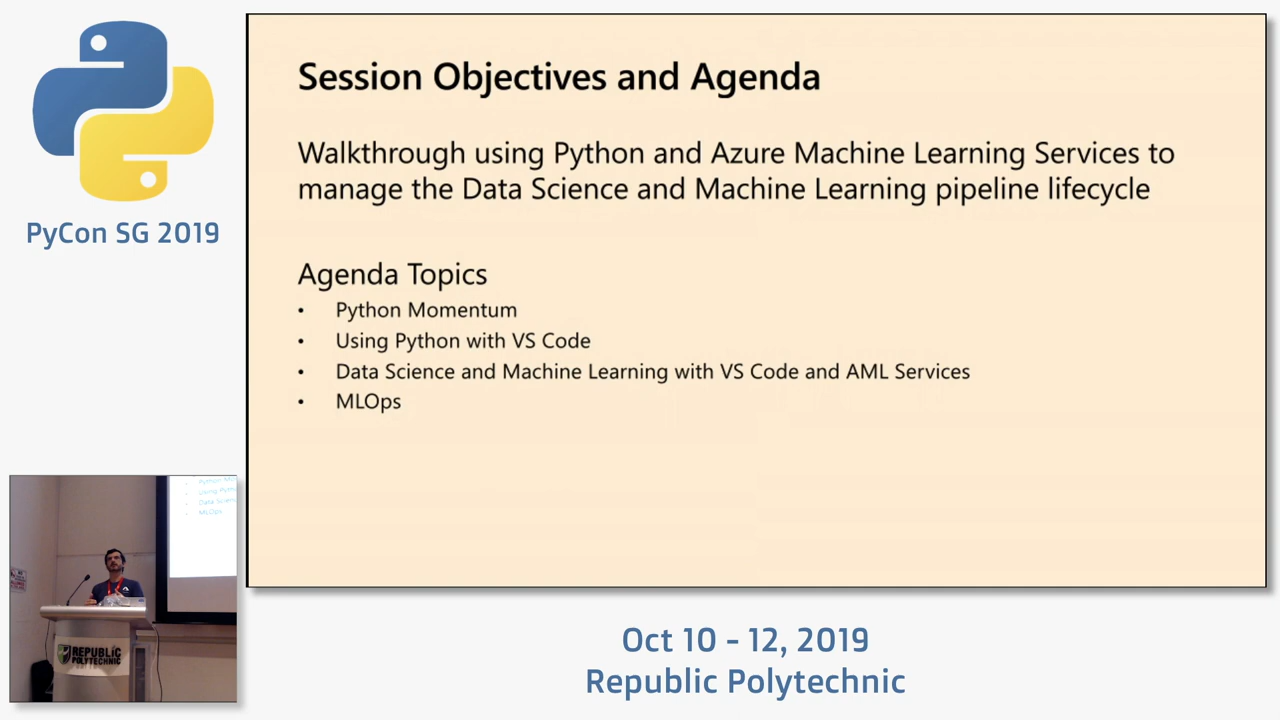 PyCon SG 2019
Session Objectives and Agenda
Walkthrough using Python and Azure Machine Learning Services to
manage the Data Science and Machine Learning pipeline lifecycle
Agenda Topics
• Python Momentum
• Using Python with VS Code
• Data Science and Machine Learning with VS Code and AML Services
• MLOps
REPUBLIC
POLYTECHNIC
Oct 10 - 12, 2019
Republic Polytechnic